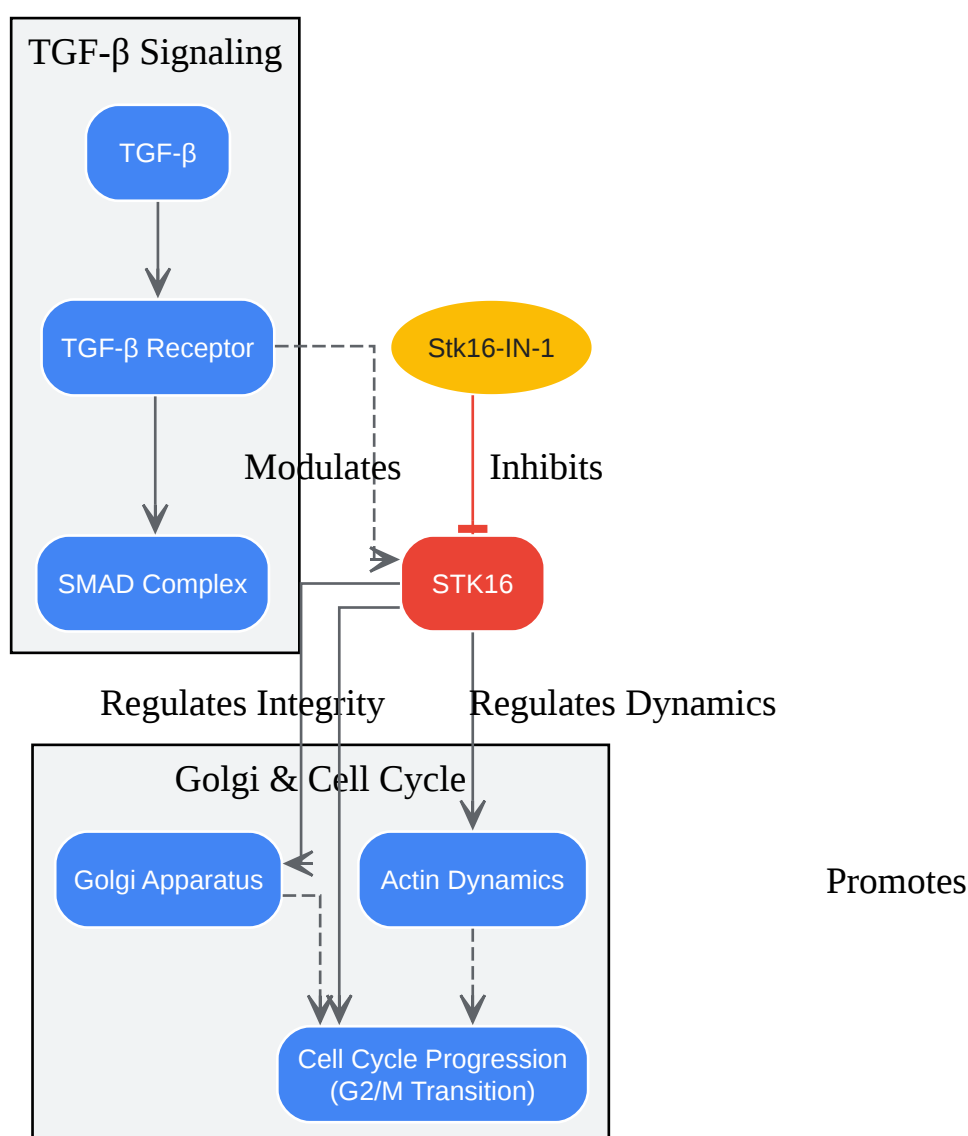 TGF-β Signaling
TGF-β
TGF-β Receptor
Stk16-IN-1
Modulates
Inhibits
SMAD Complex
STK16
Regulates Integrity
Regulates Dynamics
Golgi & Cell Cycle
Golgi Apparatus
Actin Dynamics
Promotes
Cell Cycle Progression
(G2/M Transition)